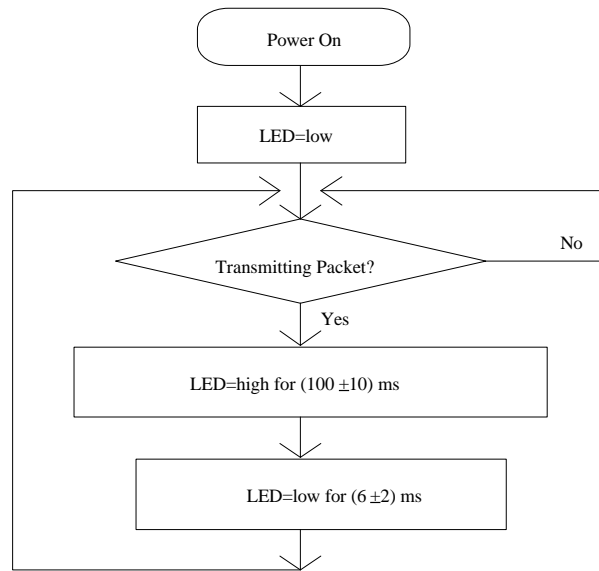 Power On
LED=low
Transmitting Packet?
No
Yes
LED=high for (100 ±10) ms
LED=low for (6 ±2) ms